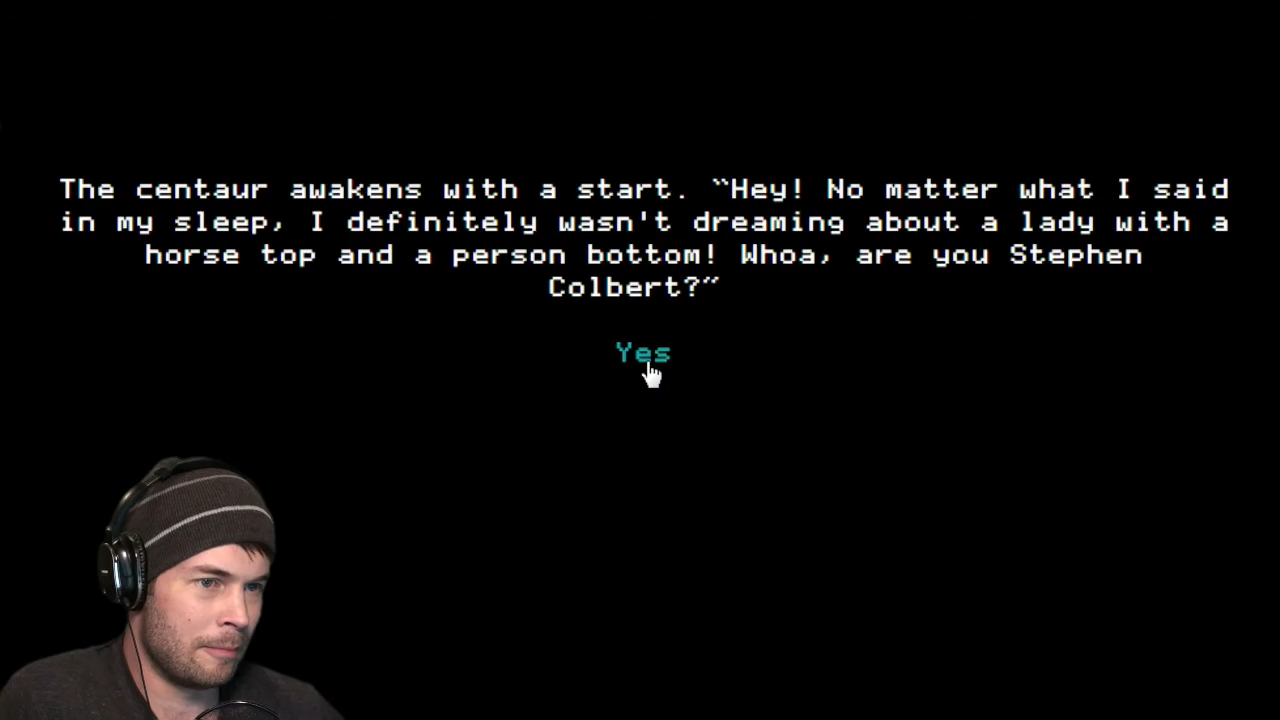 The centaur awakens with a start. “Hey! No matter what I said
in my sleep, I definitely wasn't dreaming about a lady with a
horse top and a person bottom! Whoa, are you Stephen
Colbert?”
Yes